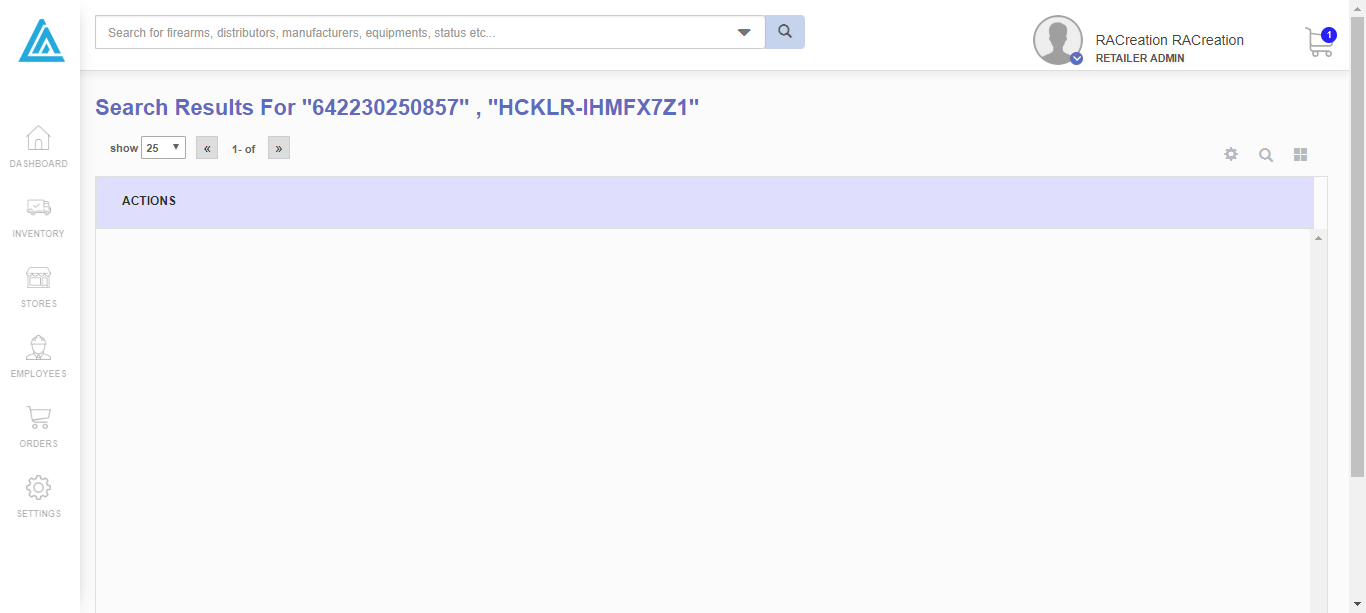 Search for firearms, distributors, manufacturers, equipments, status etc...
RACreation RACreation
RETAILER ADMIN
1
Search Results For "642230250857" , "HCKLR-IHMFX7Z1"
show 25 « 1- of »
ACTIONS
DASHBOARD
INVENTORY
STORES
EMPLOYEES
ORDERS
SETTINGS